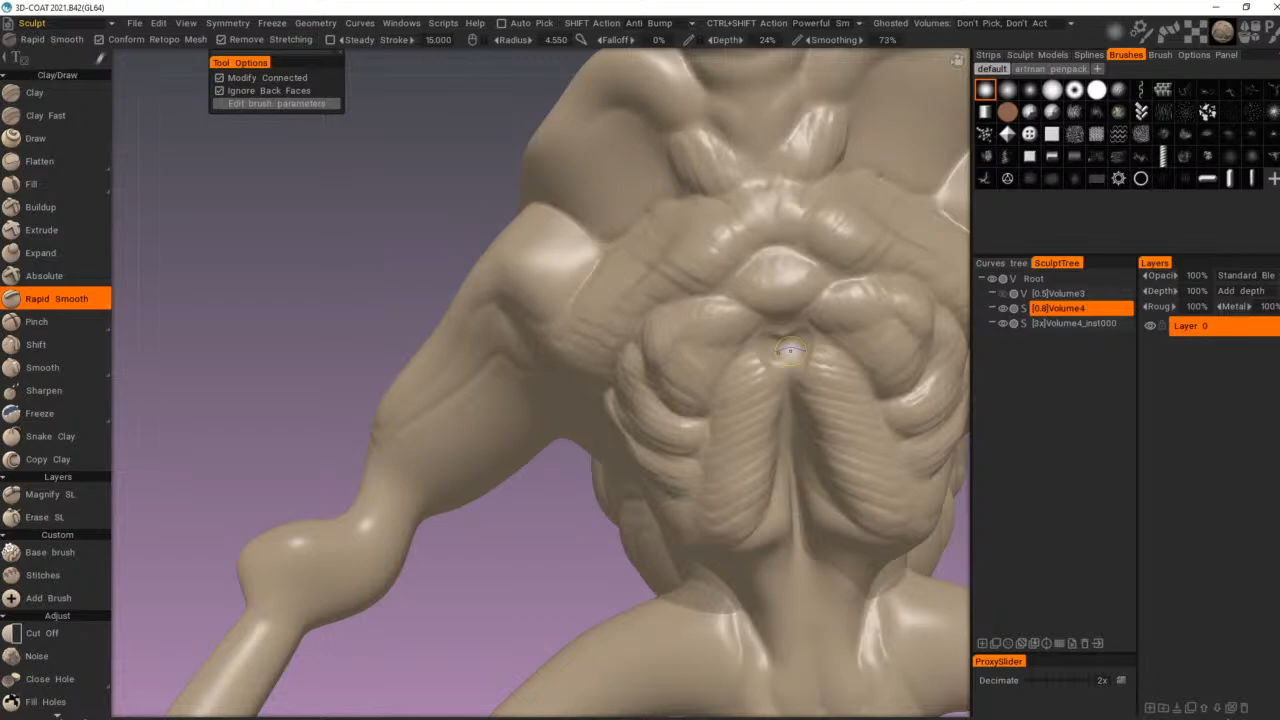 3D-COAT 2021.B42(GL64)
Sculpt File Edit View Symmetry Freeze Geometry Curves Windows Scripts Help Auto Pick SHIFT Action Anti Bump CTRL+SHIFT Action Powerful Sm Ghosted Volumes: Don't Pick, Don't Act
Rapid Smooth Conform Retopo Mesh Remove Stretching Steady Stroke 15.000 Radius 4.550 Falloff 0% Depth 24% Smoothing 73%
Tool Options
Modify Connected
Ignore Back Faces
Edit brush parameters
Clay/Draw
Clay
Clay Fast
Draw
Flatten
Fill
Buildup
Extrude
Expand
Absolute
Rapid Smooth
Pinch
Shift
Smooth
Sharpen
Freeze
Snake Clay
Copy Clay
Layers
Magnify SL
Erase SL
Custom
Base brush
Stitches
Add Brush
Adjust
Cut Off
Noise
Close Hole
Fill Holes
Strips Sculpt Models Splines Brushes Brush Options Panel
default artman penpack +
Curves tree SculptTree
V Root
V [0.5]Volume3
S [0.8]Volume4
S [3x]Volume4_inst000
ProxySlider
Decimate 2x
Layers
Opaci 100% Standard Ble
Depth 100% Add depth
Roug 100% Metal 100%
Layer 0